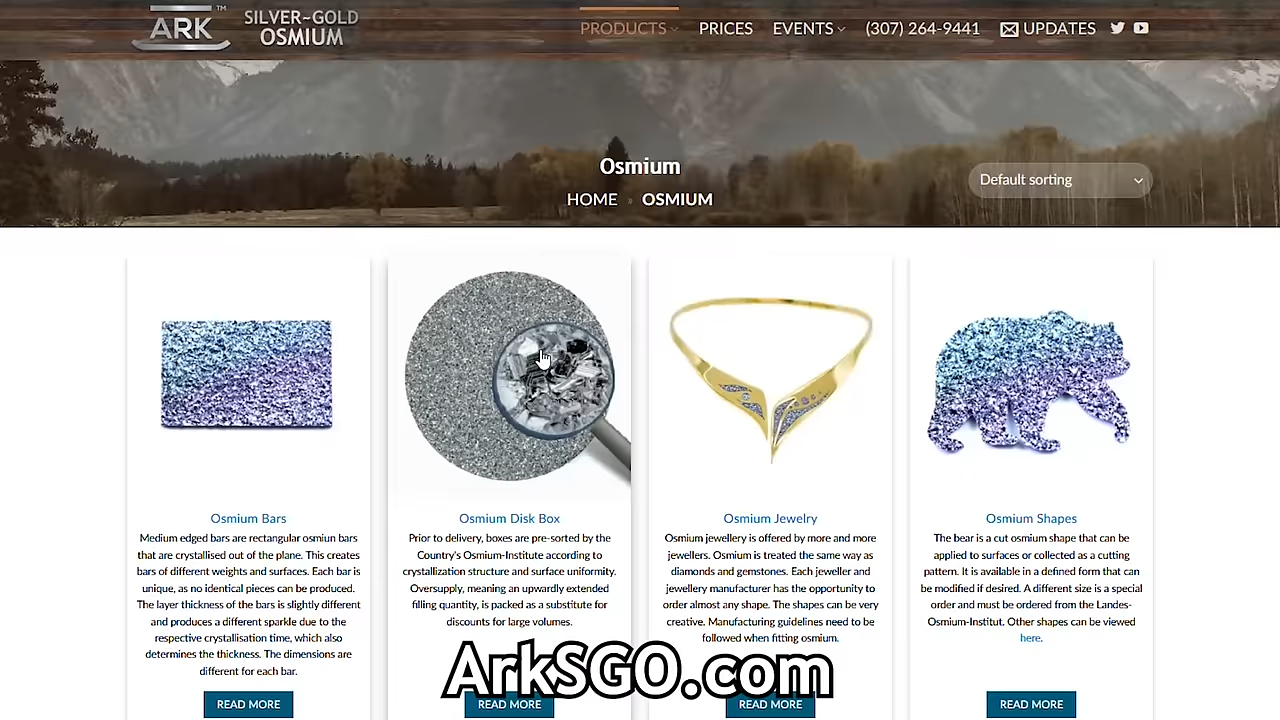 ARK™
SILVER~GOLD
OSMIUM
PRODUCTS
PRICES
EVENTS
(307) 264-9441
UPDATES
Osmium
HOME » OSMIUM
Default sorting
Osmium Bars
Medium edged bars are rectangular osmiun bars
that are crystallised out of the plane. This creates
bars of different weights and surfaces. Each bar is
unique, as no identical pieces can be produced.
The layer thickness of the bars is slightly different
and produces a different sparkle due to the
respective crystallisation time, which also
determines the thickness. The dimensions are
different for each bar.
READ MORE
Osmium Disk Box
Prior to delivery, boxes are pre-sorted by the
Country's Osmium-Institute according to
crystallization structure and surface uniformity.
Oversupply, meaning an upwardly extended
filling quantity, is packed as a substitute for
discounts for large volumes.
READ MORE
Osmium Jewelry
Osmium jewellery is offered by more and more
jewellers. Osmium is treated the same way as
diamonds and gemstones. Each jeweller and
jewellery manufacturer has the opportunity to
order almost any shape. The shapes can be very
creative. Manufacturing guidelines need to be
followed when fitting osmium.
READ MORE
Osmium Shapes
The bear is a cut osmium shape that can be
applied to surfaces or collected as a cutting
pattern. It is available in a defined form that can
be modified if desired. A different size is a special
order and must be ordered from the Landes-
Osmium-Institut. Other shapes can be viewed
here.
READ MORE
ArkSGO.com